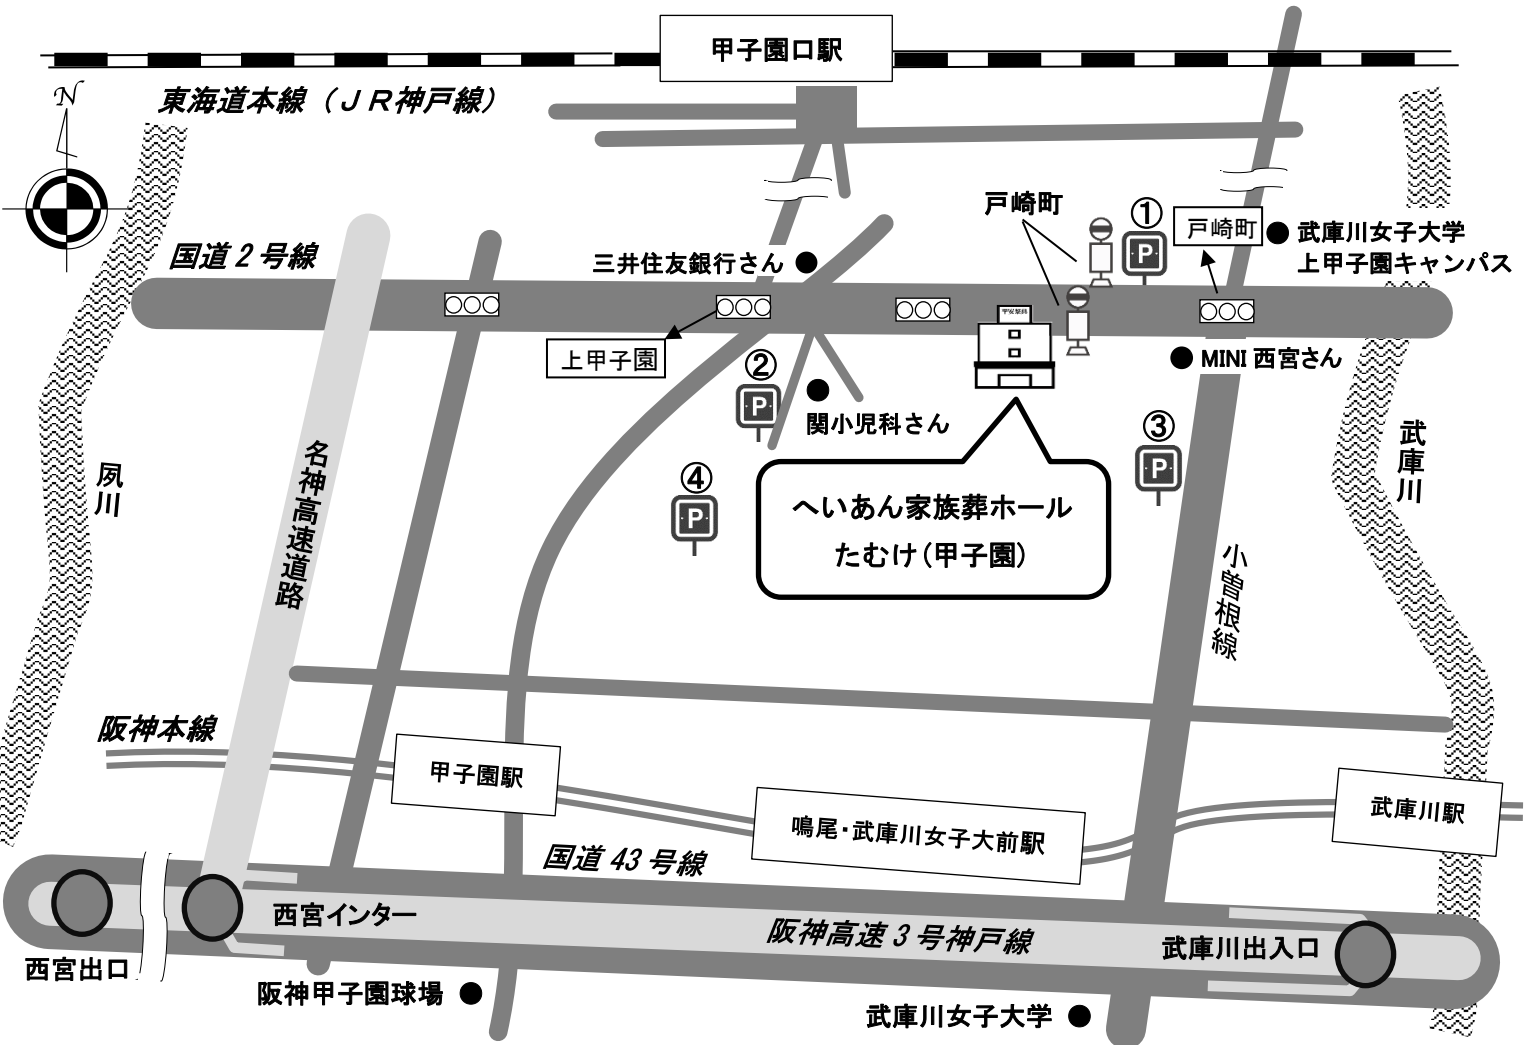 甲子園口駅
東海道本線（ＪＲ神戸線）
N
戸崎町
①
P
戸崎町
武庫川女子大学
上甲子園キャンパス
国道２号線
三井住友銀行さん
平安祭典
上甲子園
②
P
関小児科さん
MINI 西宮さん
③
P
④
P
へいあん家族葬ホール
たむけ（甲子園）
夙川
名神高速道路
武庫川
小曽根線
阪神本線
甲子園駅
鳴尾・武庫川女子大前駅
武庫川駅
国道 43 号線
西宮インター
阪神高速３号神戸線
武庫川出入口
西宮出口
阪神甲子園球場
武庫川女子大学